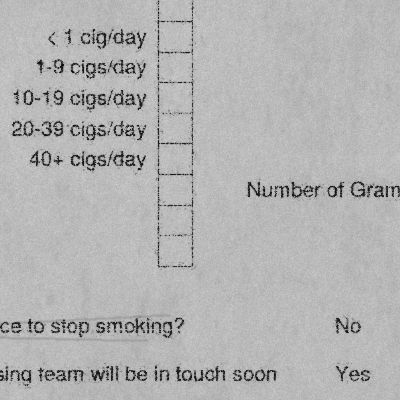 < 1 cig/day
1-9 cigs/day
10-19 cigs/day
20-39 cigs/day
40+ cigs/day
Number of Gram
ce to stop smoking? No
sing team will be in touch soon Yes